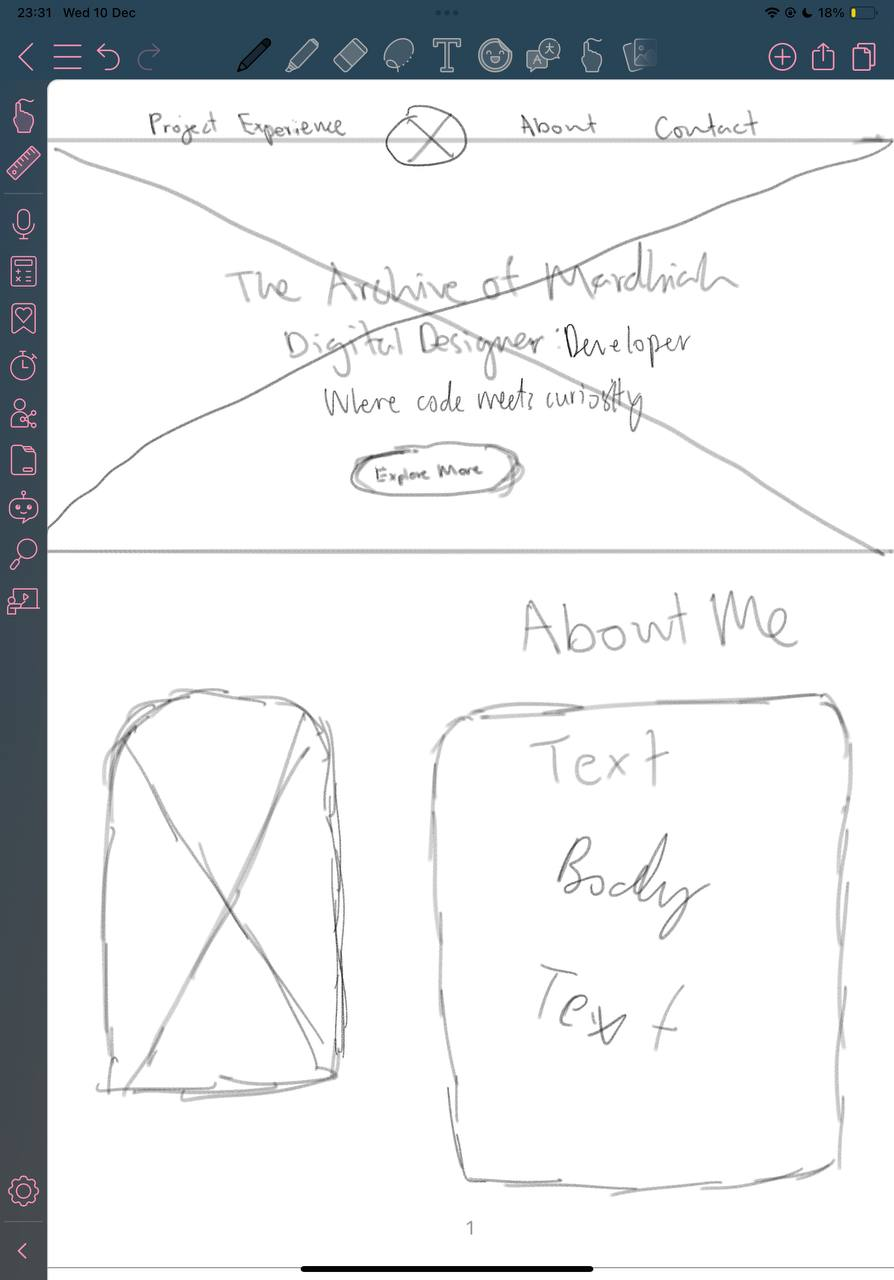 23:31 Wed 10 Dec
18%
Project Experience About Contact
The Archive of Mardhiah
Digital Designer : Developer
Where code meets curiosity
Explore More
About Me
Text
Body
Text
1